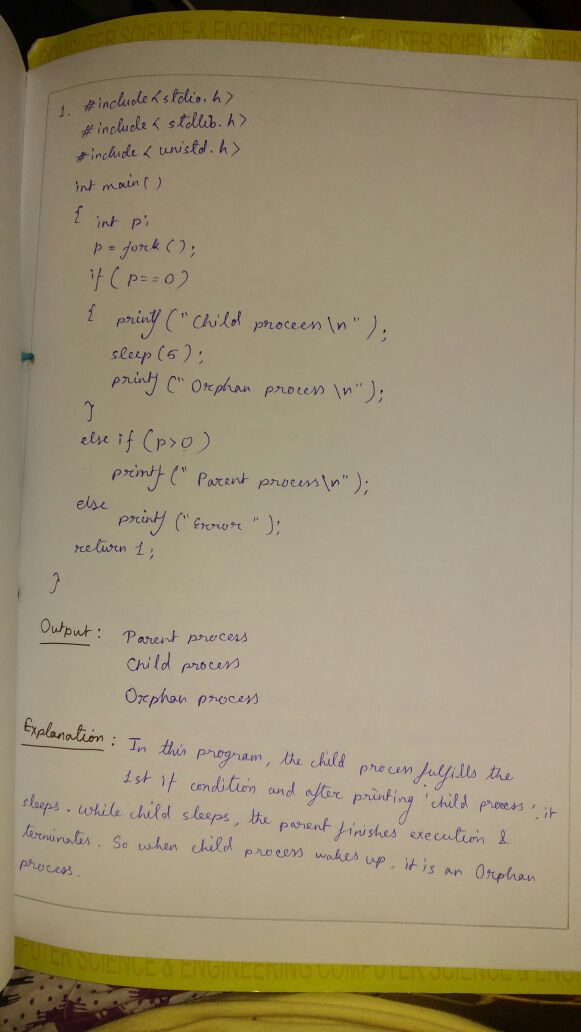 COMPUTER SCIENCE & ENGINEERING COMPUTER SCIENCE & ENGI
1. #include<stdio.h>
#include < stdlib.h>
#include < unistd.h>
int main()
{ int p;
p = fork();
if ( p==0)
{ printf ("Child process\n" );
sleep(5);
printf (" Orphan process \n");
}
else if (p>0)
printf (" Parent process\n" );
else
printf ("Error " );
return 1;
}
Output : Parent process
Child process
Orphan process
Explanation : In this program, the child process fulfills the
1st if condition and after printing 'child process', it
sleeps. While child sleeps, the parent finishes execution &
terminates. So when child process wakes up, it is an Orphan
process.
COMPUTER SCIENCE & ENGINEERING COMPUTER SCIENCE & ENG